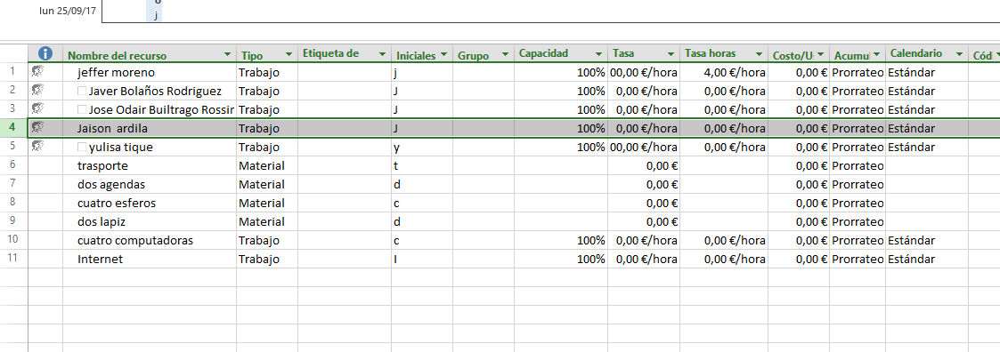 lun 25/09/17
j
Nombre del recurso Tipo Etiqueta de Iniciales Grupo Capacidad Tasa Tasa horas Costo/U Acumul Calendario Códi
1 jeffer moreno Trabajo j 100% 00,00 €/hora 4,00 €/hora 0,00 € Prorrateo Estándar
2 Javer Bolaños Rodriguez Trabajo J 100% 0,00 €/hora 0,00 €/hora 0,00 € Prorrateo Estándar
3 Jose Odair Builtrago Rossir Trabajo J 100% 0,00 €/hora 0,00 €/hora 0,00 € Prorrateo Estándar
4 Jaison ardila Trabajo J 100% 0,00 €/hora 0,00 €/hora 0,00 € Prorrateo Estándar
5 yulisa tique Trabajo y 100% 00,00 €/hora 0,00 €/hora 0,00 € Prorrateo Estándar
6 trasporte Material t 0,00 € 0,00 € Prorrateo
7 dos agendas Material d 0,00 € 0,00 € Prorrateo
8 cuatro esferos Material c 0,00 € 0,00 € Prorrateo
9 dos lapiz Material d 0,00 € 0,00 € Prorrateo
10 cuatro computadoras Trabajo c 100% 0,00 €/hora 0,00 €/hora 0,00 € Prorrateo Estándar
11 Internet Trabajo I 100% 0,00 €/hora 0,00 €/hora 0,00 € Prorrateo Estándar